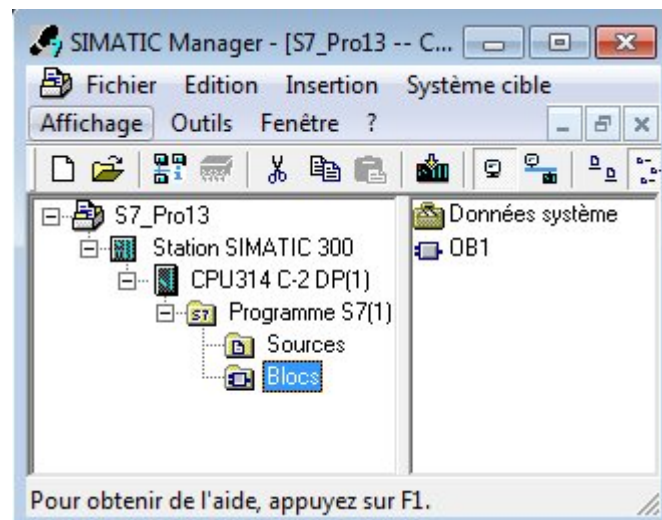 SIMATIC Manager - [S7_Pro13 -- C...
Fichier Edition Insertion Système cible
Affichage Outils Fenêtre ?
S7_Pro13
Station SIMATIC 300
CPU314 C-2 DP(1)
Programme S7(1)
Sources
Blocs
Données système
OB1
Pour obtenir de l'aide, appuyez sur F1.